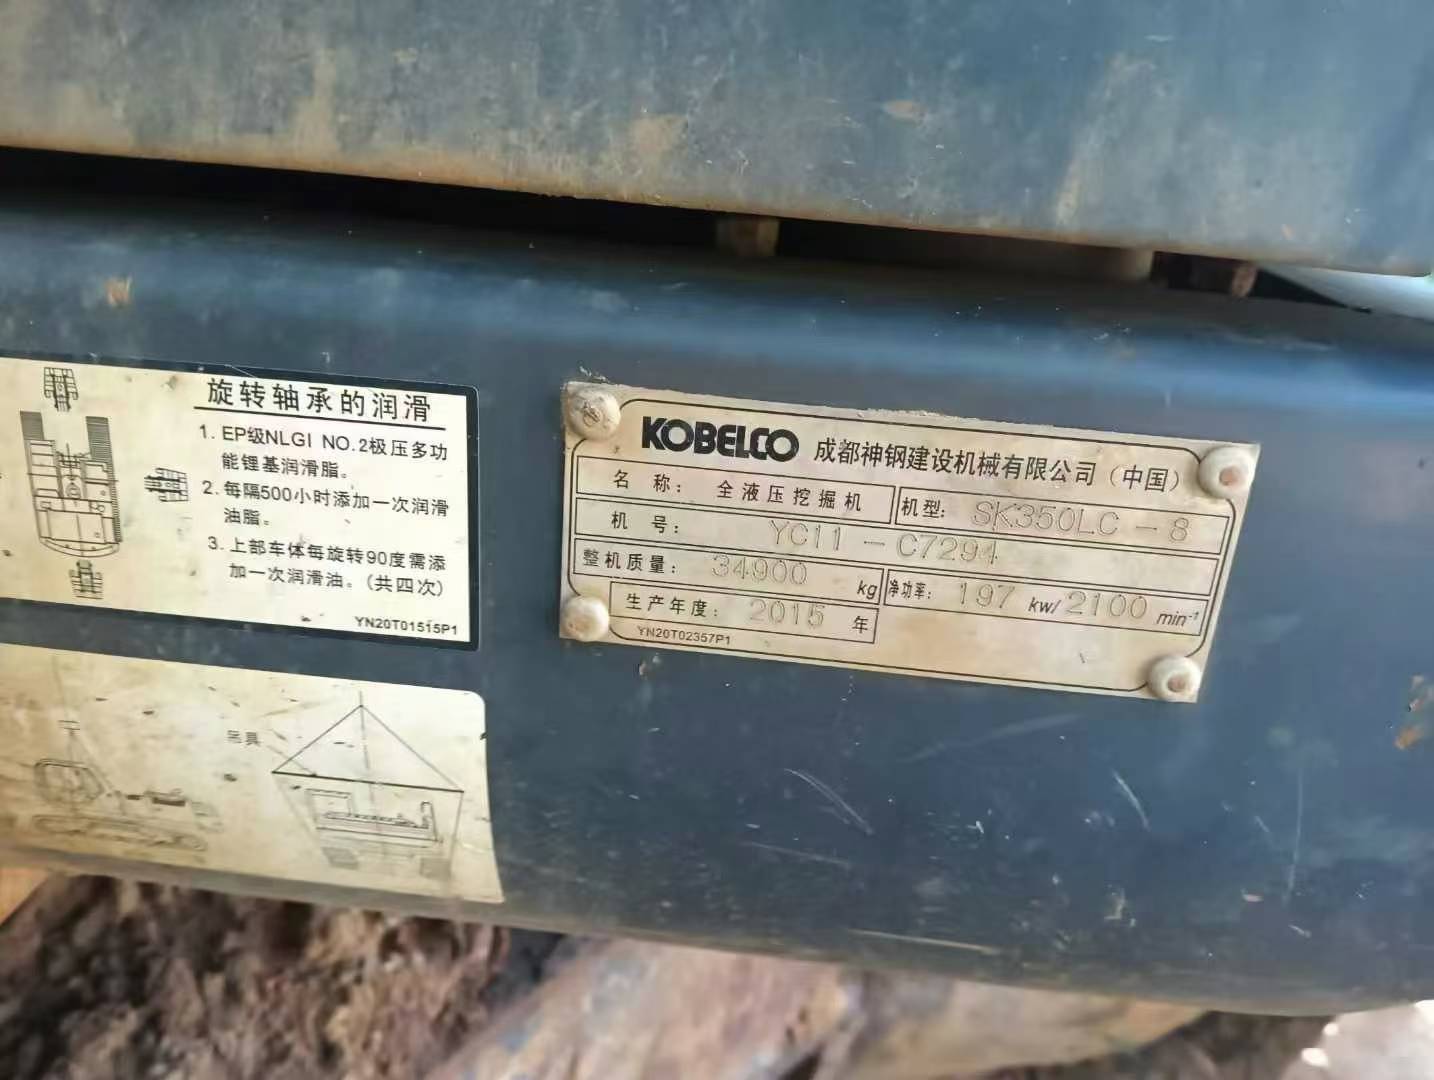 旋转轴承的润滑
1. EP级NLGI NO.2极压多功
能锂基润滑脂。
2. 每隔500小时添加一次润滑
油脂。
3. 上部车体每旋转90度需添
加一次润滑油。(共四次)
YN20T01515P1
吊具
KOBELCO 成都神钢建设机械有限公司（中国）
名 称: 全液压挖掘机 机型: SK350LC-8
机 号: YC11-C7294
整机质量: 34900 kg 净功率: 197 kw/2100 min⁻¹
生产年度: 2015 年
YN20T02357P1